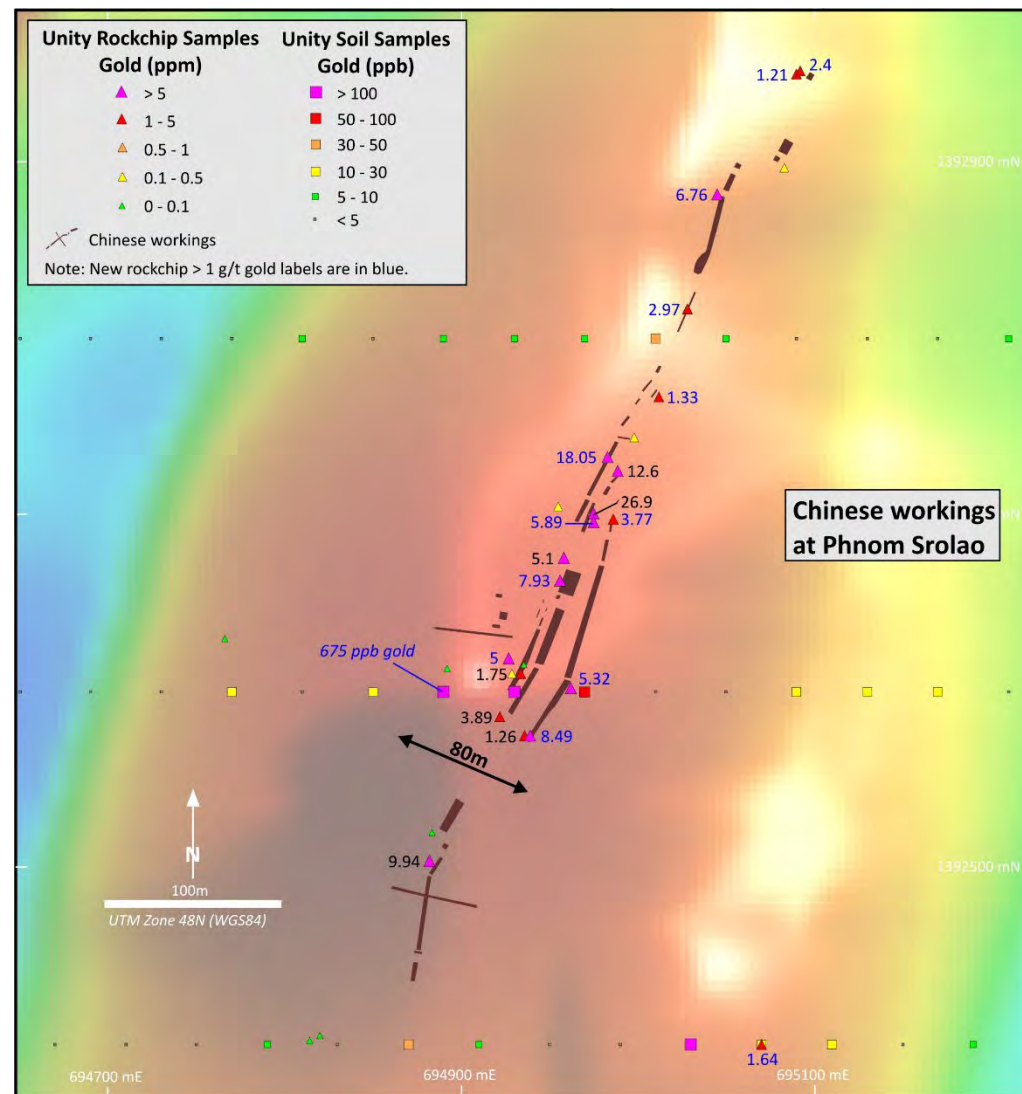 Unity Rockchip Samples
Gold (ppm)
> 5
1 - 5
0.5 - 1
0.1 - 0.5
0 - 0.1
Unity Soil Samples
Gold (ppb)
> 100
50 - 100
30 - 50
10 - 30
5 - 10
< 5
Chinese workings
Note: New rockchip > 1 g/t gold labels are in blue.
1.21
2.4
1392900 mN
6.76
2.97
1.33
18.05
12.6
26.9
5.89
3.77
Chinese workings
at Phnom Srolao
5.1
7.93
675 ppb gold
5
1.75
5.32
3.89
1.26
8.49
80m
9.94
1392500 mN
N
100m
UTM Zone 48N (WGS84)
1.64
694700 mE
694900 mE
695100 mE